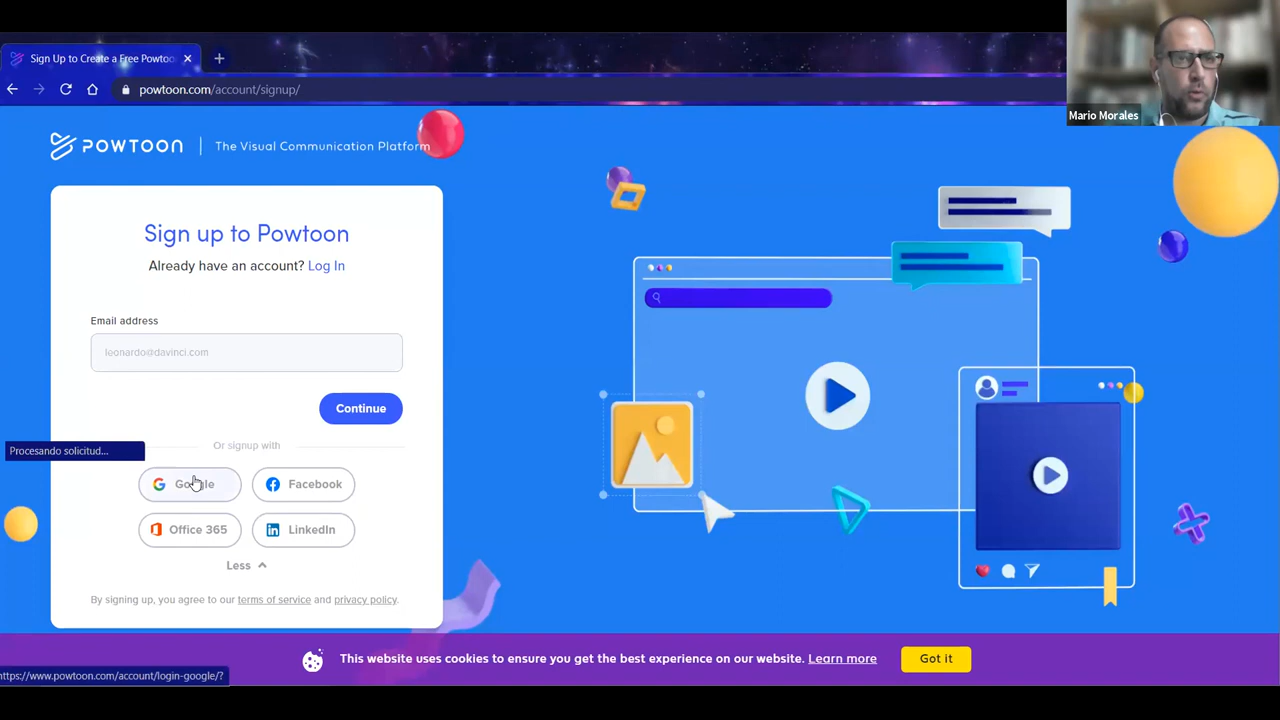 Sign Up to Create a Free Powtoo
powtoon.com/account/signup/
Mario Morales
POWTOON
The Visual Communication Platform
Sign up to Powtoon
Already have an account? Log In
Email address
leonardo@davinci.com
Continue
Or signup with
Procesando solicitud...
Google
Facebook
Office 365
LinkedIn
Less
By signing up, you agree to our terms of service and privacy policy.
This website uses cookies to ensure you get the best experience on our website. Learn more
Got it
https://www.powtoon.com/account/login-google/?